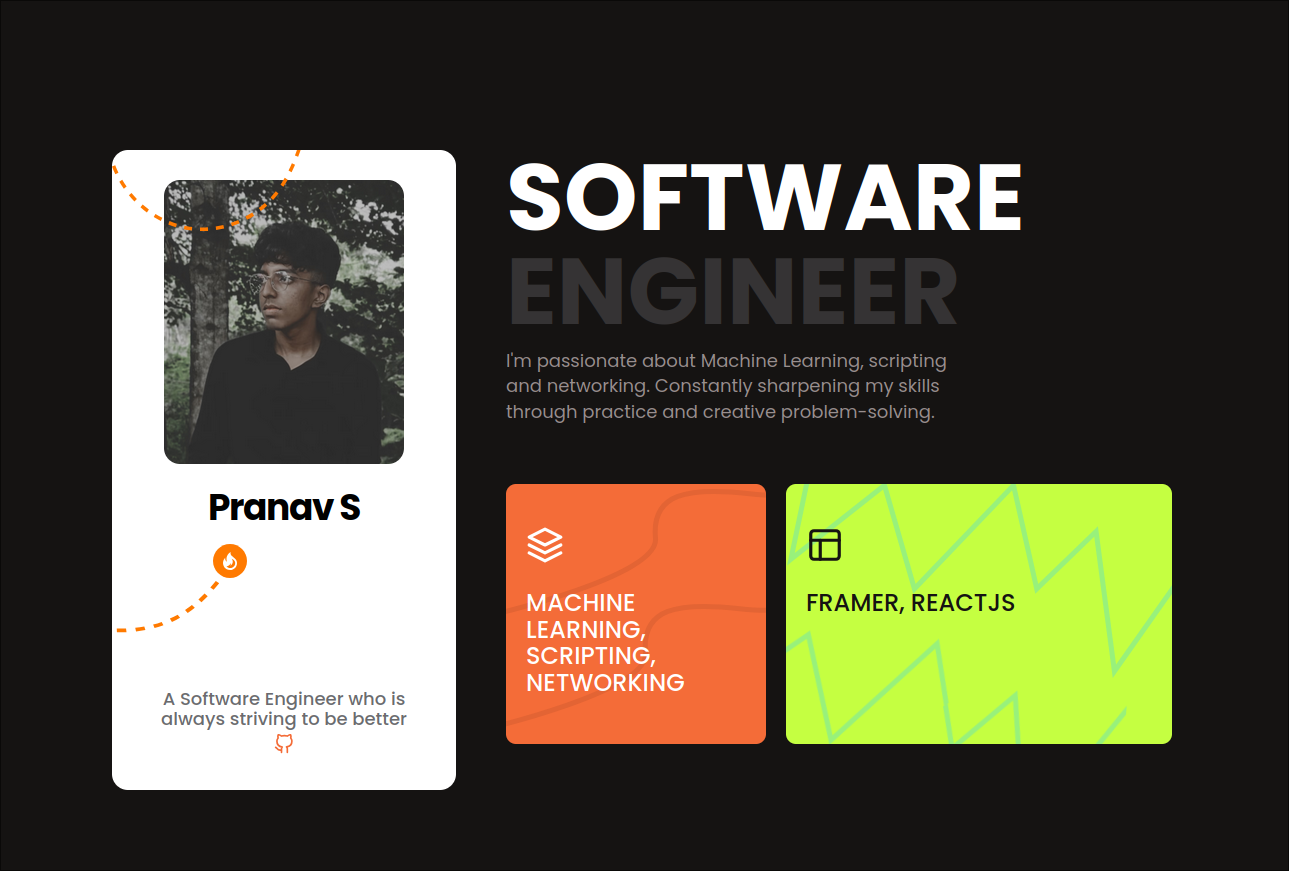 Pranav S
A Software Engineer who is
always striving to be better
SOFTWARE
ENGINEER
I'm passionate about Machine Learning, scripting
and networking. Constantly sharpening my skills
through practice and creative problem-solving.
MACHINE
LEARNING,
SCRIPTING,
NETWORKING
FRAMER, REACTJS